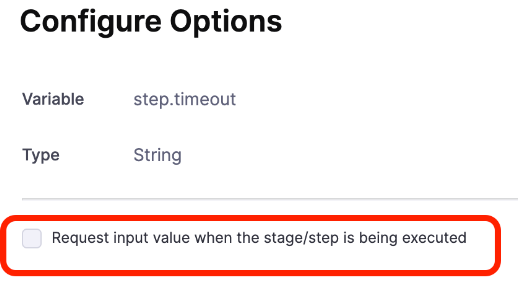 Configure Options
Variable step.timeout
Type String
Request input value when the stage/step is being executed